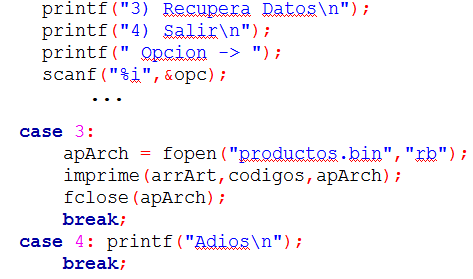 printf("3) Recupera Datos\n");
printf("4) Salir\n");
printf(" Opcion -> ");
scanf("%i",&opc);
...
case 3:
apArch = fopen("productos.bin","rb");
imprime(arrArt,codigos,apArch);
fclose(apArch);
break;
case 4: printf("Adios\n");
break;